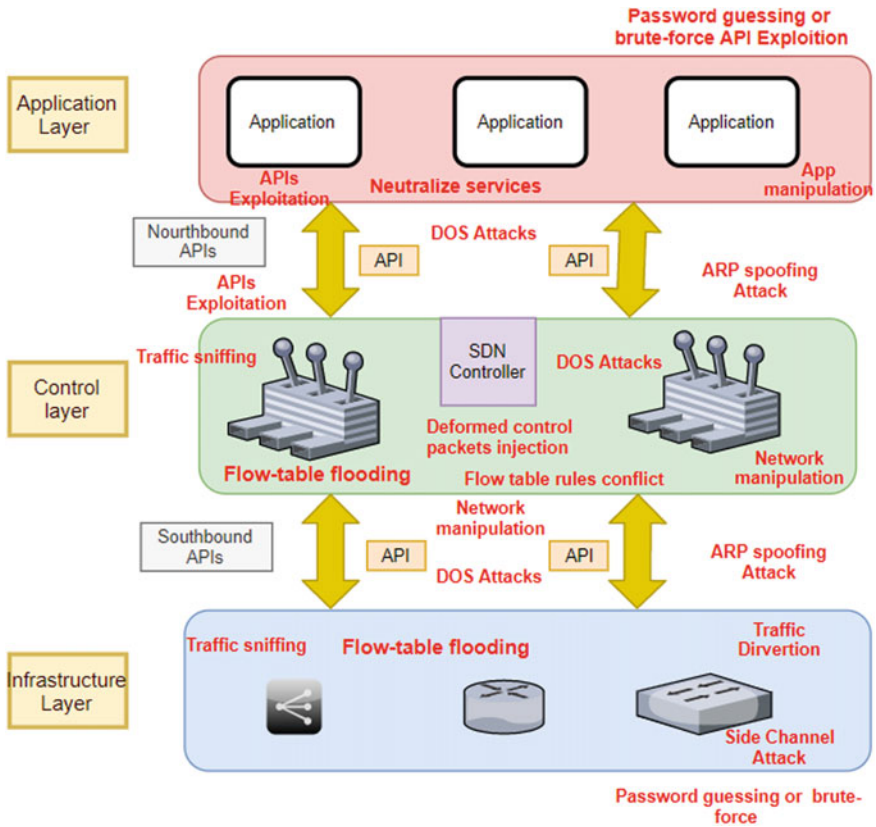 Password guessing or
brute-force API Exploition
Application
Layer
Application
Application
Application
APIs
Exploitation
Neutralize services
App
manipulation
Nourthbound
APIs
API
DOS Attacks
API
APIs
Exploitation
ARP spoofing
Attack
Control
layer
Traffic sniffing
SDN
Controller
DOS Attacks
Deformed control
packets injection
Flow-table flooding
Flow table rules conflict
Network
manipulation
Southbound
APIs
Network
manipulation
API
DOS Attacks
API
ARP spoofing
Attack
Infrastructure
Layer
Traffic sniffing
Flow-table flooding
Traffic
Dirvertion
Side Channel
Attack
Password guessing or brute-
force